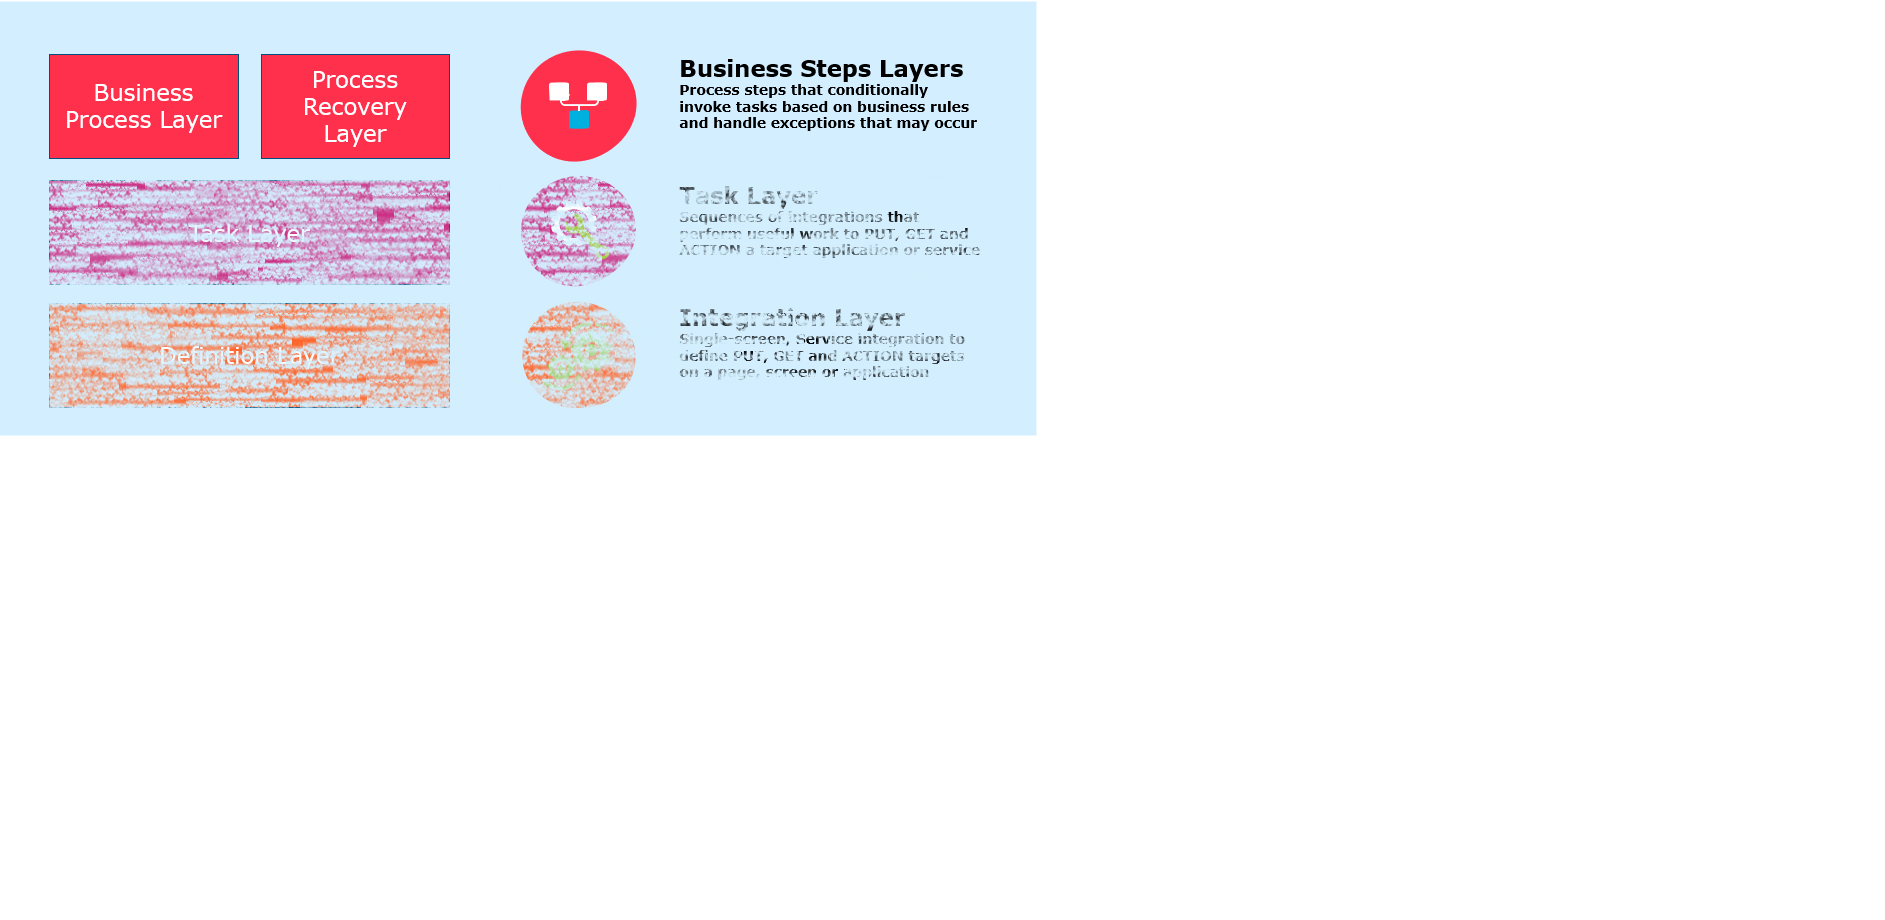 Business
Process Layer
Process
Recovery
Layer
Business Steps Layers
Process steps that conditionally
invoke tasks based on business rules
and handle exceptions that may occur
Task Layer
Task Layer
Sequences of integrations that
perform useful work to PUT, GET and
ACTION a target application or service
Definition Layer
Integration Layer
Single-screen, Service integration to
define PUT, GET and ACTION targets
on a page, screen or application